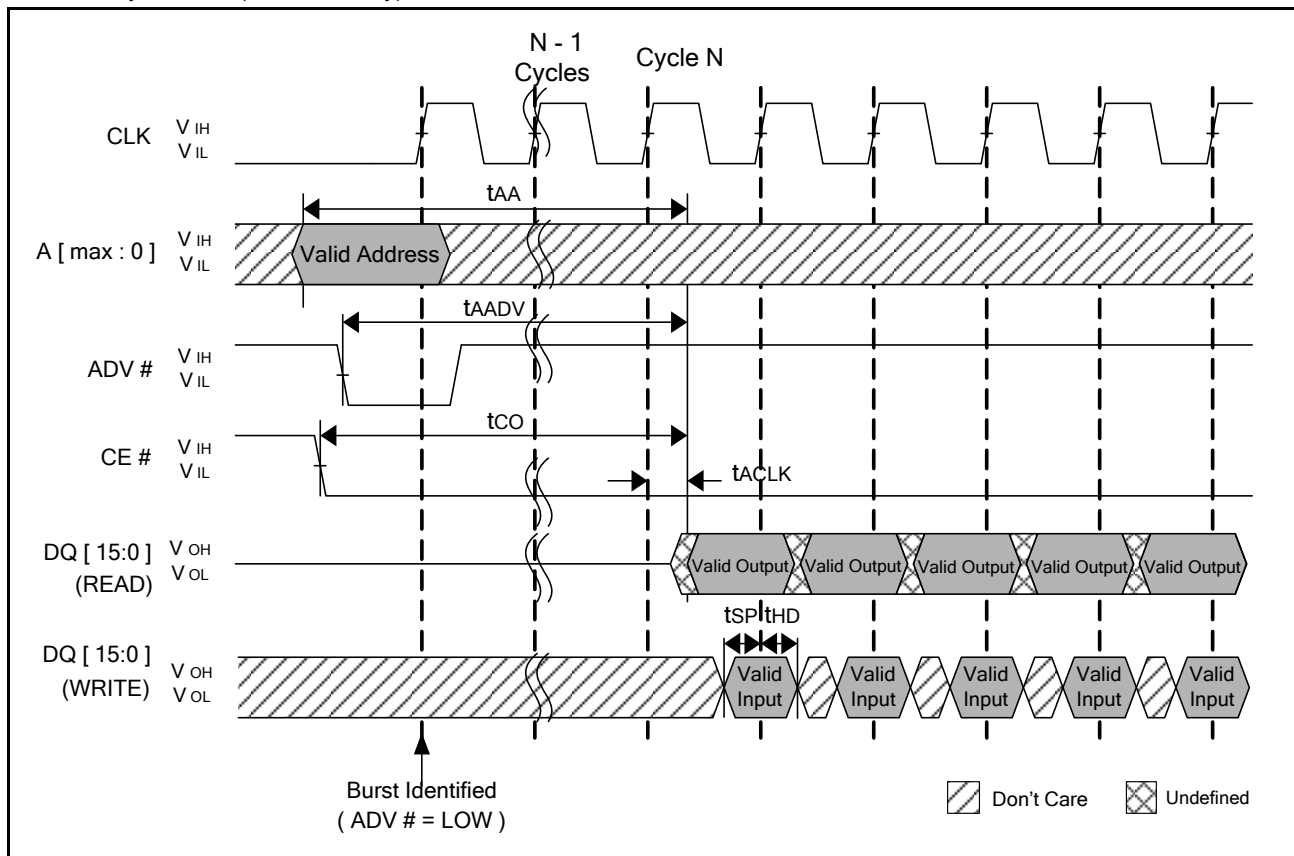 N - 1
Cycles
Cycle N
CLK
V IH
V IL
tAA
A [ max : 0 ]
V IH
V IL
Valid Address
tAADV
ADV #
V IH
V IL
tCO
CE #
V IH
V IL
tACLK
DQ [ 15:0 ]
(READ)
V OH
V OL
Valid Output
Valid Output
Valid Output
Valid Output
Valid Output
tSP
tHD
DQ [ 15:0 ]
(WRITE)
V OH
V OL
Valid
Input
Valid
Input
Valid
Input
Valid
Input
Valid
Input
Burst Identified
( ADV # = LOW )
Don't Care
Undefined